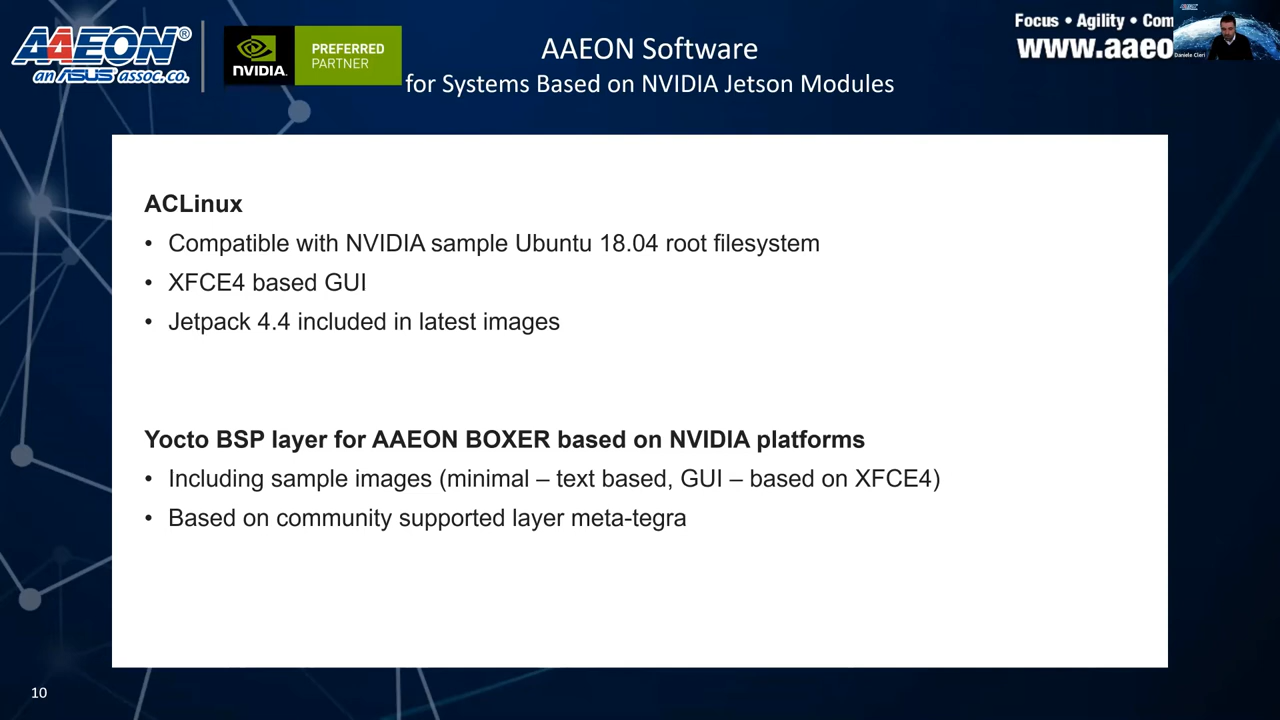 AAEON®
an ASUS assoc.co.
NVIDIA.
PREFERRED
PARTNER
AAEON Software
for Systems Based on NVIDIA Jetson Modules
Focus • Agility • Com
www.aaeo
Daniele Cleri
ACLinux
• Compatible with NVIDIA sample Ubuntu 18.04 root filesystem
• XFCE4 based GUI
• Jetpack 4.4 included in latest images
Yocto BSP layer for AAEON BOXER based on NVIDIA platforms
• Including sample images (minimal – text based, GUI – based on XFCE4)
• Based on community supported layer meta-tegra
10